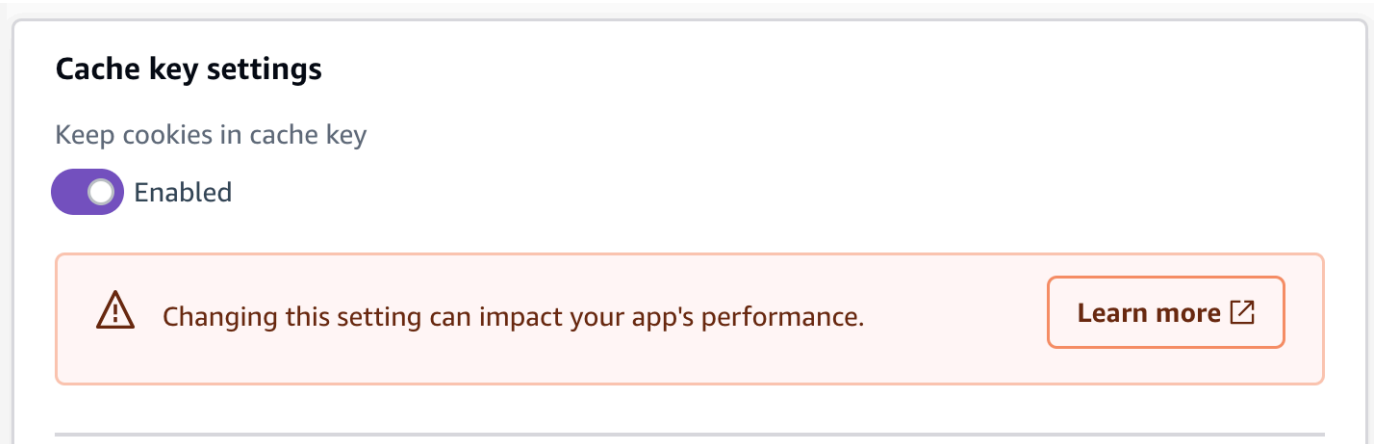 Cache key settings
Keep cookies in cache key
Enabled
Changing this setting can impact your app's performance.
Learn more